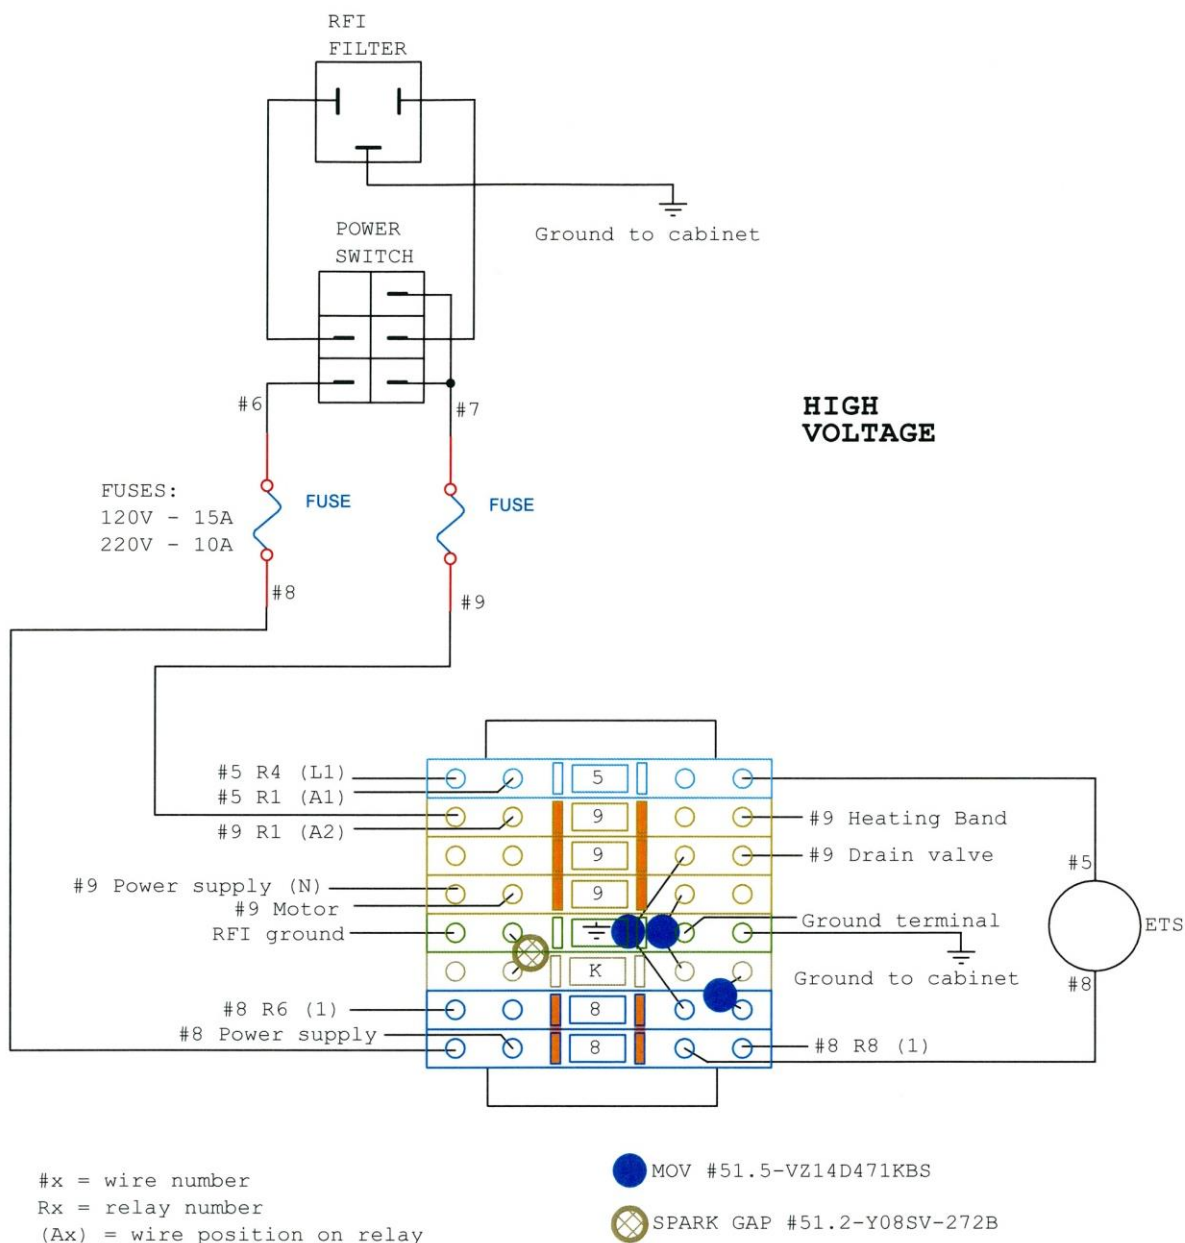 RFI
FILTER
Ground to cabinet
POWER
SWITCH
#6
#7
HIGH
VOLTAGE
FUSES:
120V - 15A
220V - 10A
FUSE
FUSE
#8
#9
#5 R4 (L1)
5
#5 R1 (A1)
9
#9 Heating Band
#9 R1 (A2)
9
#9 Drain valve
#5
#9 Power supply (N)
9
#9 Motor
Ground terminal
ETS
RFI ground
K
Ground to cabinet
#8
#8 R6 (1)
8
#8 Power supply
8
#8 R8 (1)
#x = wire number
Rx = relay number
(Ax) = wire position on relay
MOV #51.5-VZ14D471KBS
SPARK GAP #51.2-Y08SV-272B